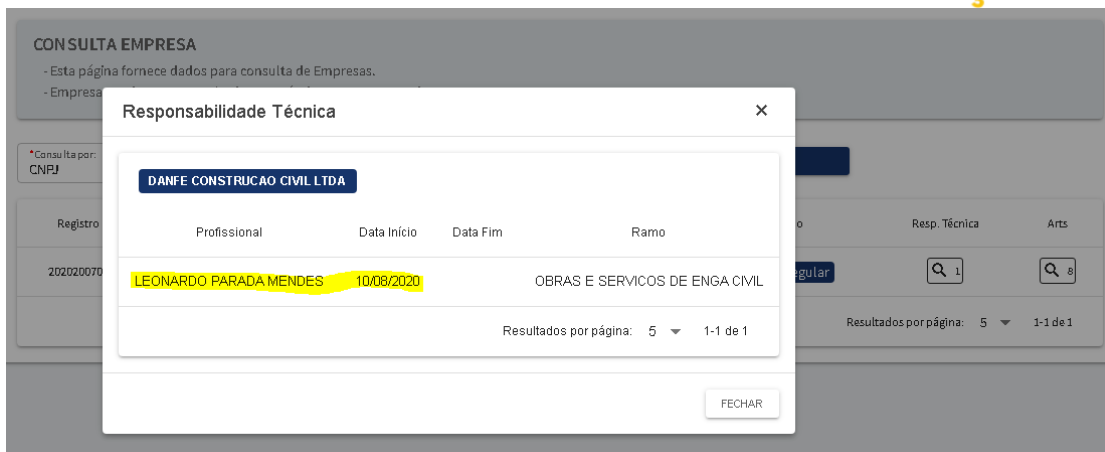 CONSULTA EMPRESA
- Esta página fornece dados para consulta de Empresas.
- Empresa
Responsabilidade Técnica ×
*Consulta por:
CNPJ
DANFE CONSTRUCAO CIVIL LTDA
Registro Profissional Data Início Data Fim Ramo o Resp. Técnica Arts
202020070 LEONARDO PARADA MENDES 10/08/2020 OBRAS E SERVICOS DE ENGA CIVIL egular 1 8
Resultados por página: 5 1-1 de 1
Resultados por página: 5 1-1 de 1
FECHAR